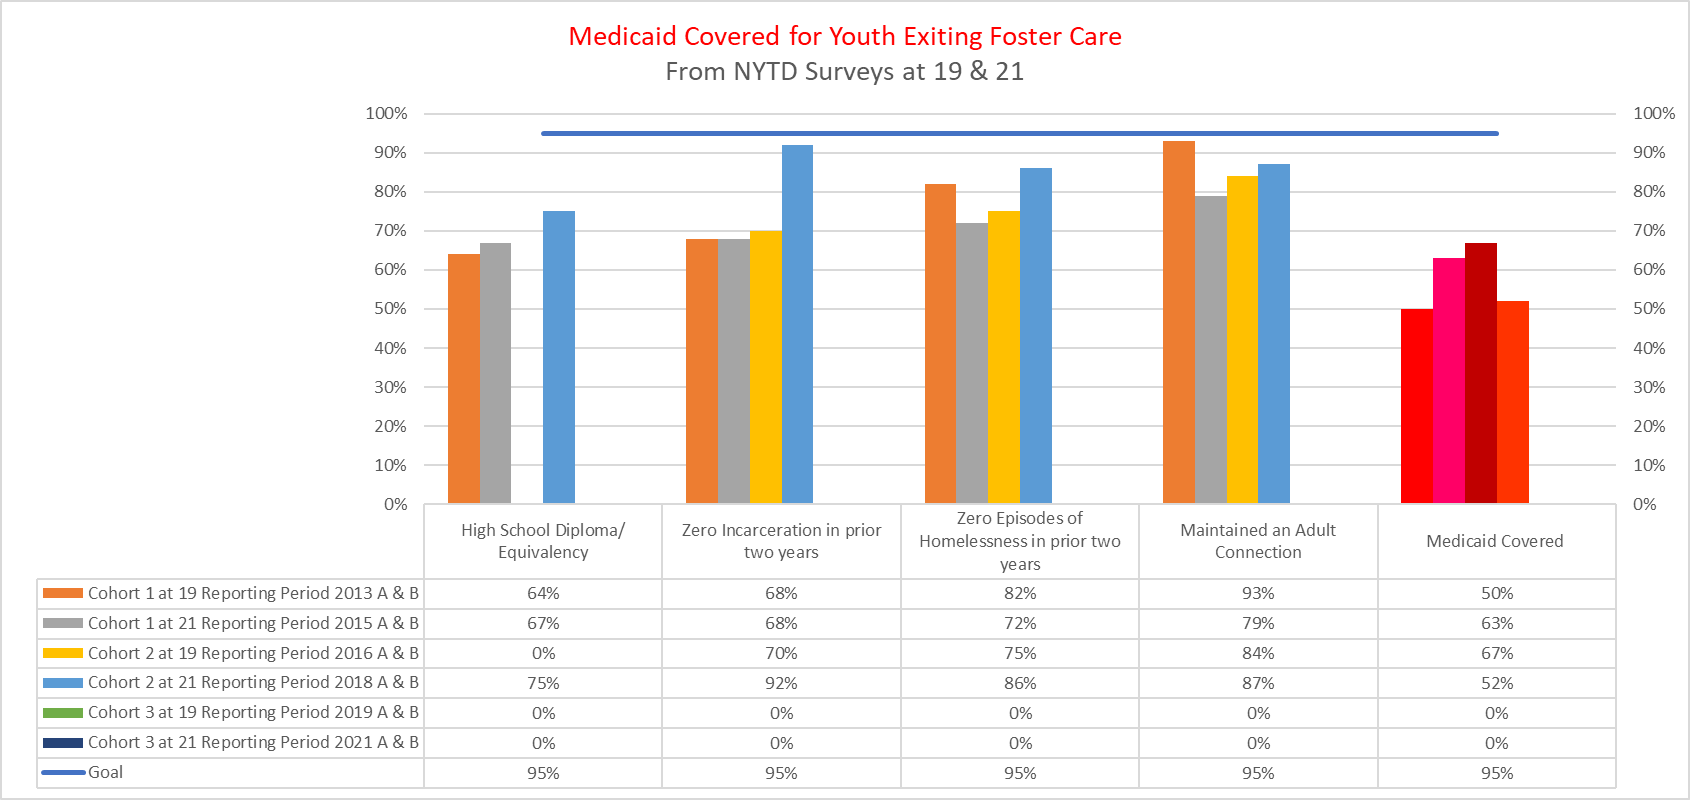 Medicaid Covered for Youth Exiting Foster Care
From NYTD Surveys at 19 & 21
100% 100%
90% 90%
80% 80%
70% 70%
60% 60%
50% 50%
40% 40%
30% 30%
20% 20%
10% 10%
0% 0%
High School Diploma/
Equivalency
Zero Incarceration in prior
two years
Zero Episodes of
Homelessness in prior two
years
Maintained an Adult
Connection
Medicaid Covered
Cohort 1 at 19 Reporting Period 2013 A & B 64% 68% 82% 93% 50%
Cohort 1 at 21 Reporting Period 2015 A & B 67% 68% 72% 79% 63%
Cohort 2 at 19 Reporting Period 2016 A & B 0% 70% 75% 84% 67%
Cohort 2 at 21 Reporting Period 2018 A & B 75% 92% 86% 87% 52%
Cohort 3 at 19 Reporting Period 2019 A & B 0% 0% 0% 0% 0%
Cohort 3 at 21 Reporting Period 2021 A & B 0% 0% 0% 0% 0%
Goal 95% 95% 95% 95% 95%